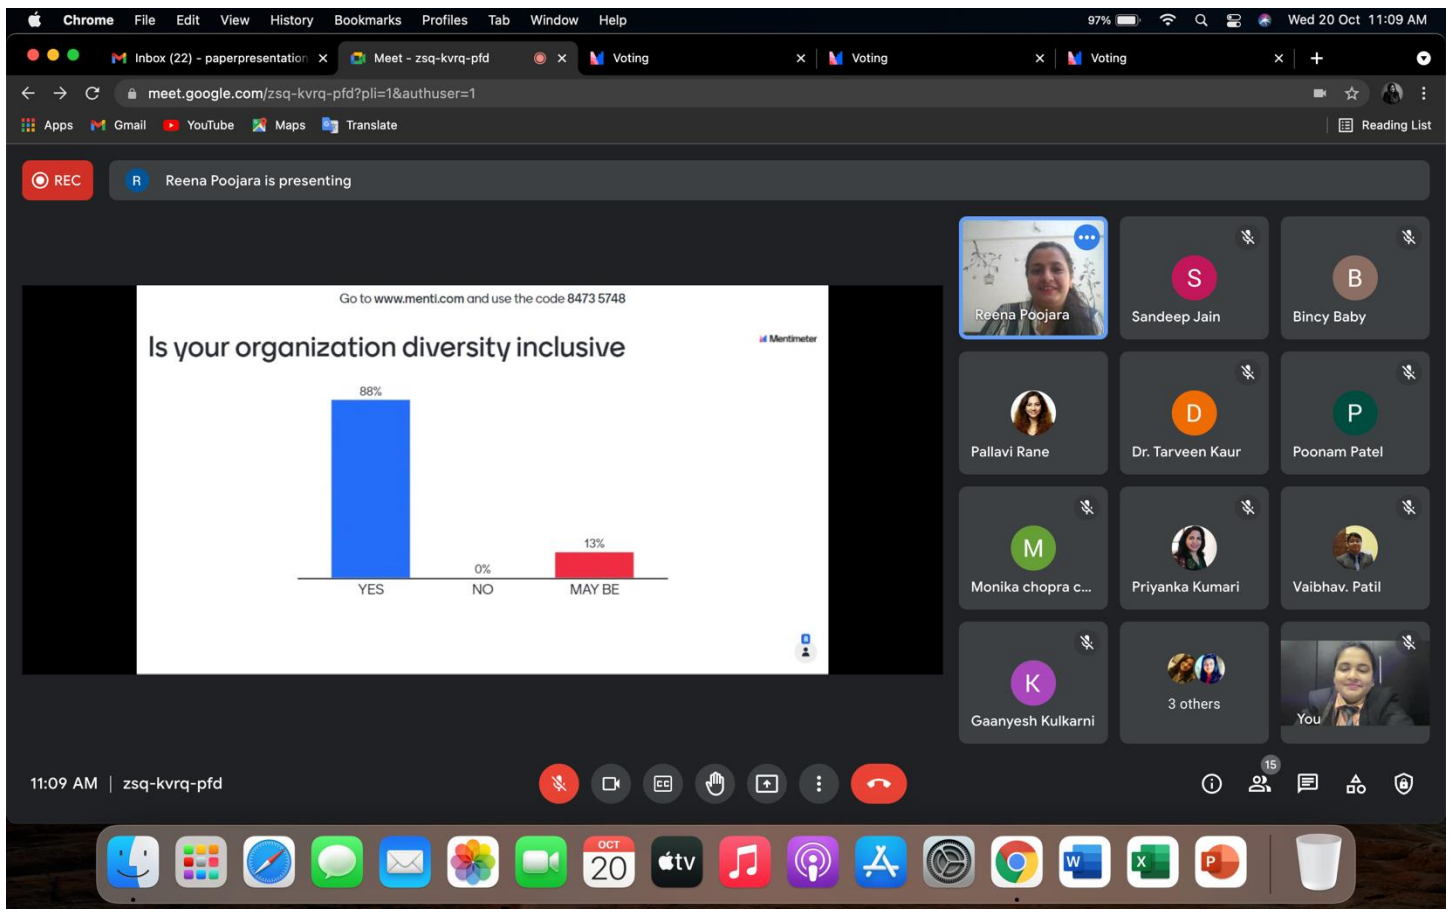 Chrome File Edit View History Bookmarks Profiles Tab Window Help 97% Wed 20 Oct 11:09 AM
Inbox (22) - paperpresentation Meet - zsq-kvrq-pfd Voting Voting Voting
meet.google.com/zsq-kvrq-pfd?pli=1&authuser=1
Apps Gmail YouTube Maps Translate Reading List
REC R Reena Poojara is presenting
Go to www.menti.com and use the code 8473 5748
Is your organization diversity inclusive
Mentimeter
88%
13%
0%
YES NO MAY BE
8
Reena Poojara
S
Sandeep Jain
B
Bincy Baby
Pallavi Rane
D
Dr. Tarveen Kaur
P
Poonam Patel
M
Monika chopra c...
Priyanka Kumari
Vaibhav. Patil
K
Gaanyesh Kulkarni
3 others
You
11:09 AM | zsq-kvrq-pfd
CC
15
OCT
20
tv
W
X
P